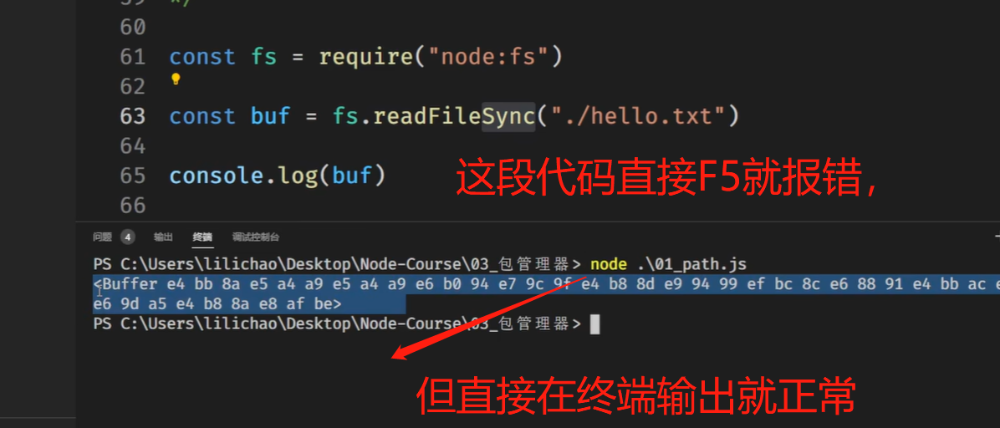 60
61 const fs = require("node:fs")
62
63 const buf = fs.readFileSync("./hello.txt")
64
65 console.log(buf)
66
这段代码直接F5就报错，
问题 4 输出 终端 调试控制台
PS C:\Users\lilichao\Desktop\Node-Course\03_包管理器> node .\01_path.js
<Buffer e4 bb 8a e5 a4 a9 e5 a4 a9 e6 b0 94 e7 9c 9f e4 b8 8d e9 94 99 ef bc 8c e6 88 91 e4 bb ac
e6 9d a5 e4 b8 8a e8 af be>
PS C:\Users\lilichao\Desktop\Node-Course\03_包管理器>
但直接在终端输出就正常